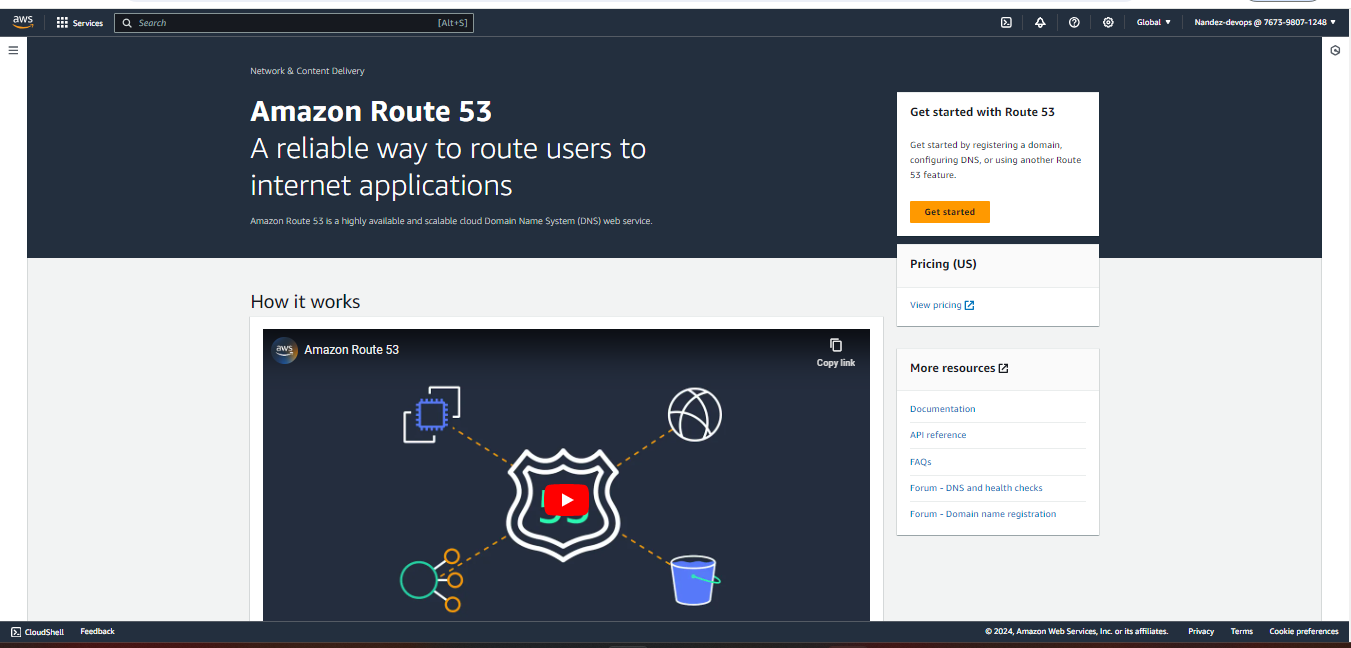 aws
Services
Search
[Alt+S]
Global ▼
Nandez-devops @ 7673-9807-1248 ▼
Network & Content Delivery
Amazon Route 53
A reliable way to route users to
internet applications
Amazon Route 53 is a highly available and scalable cloud Domain Name System (DNS) web service.
Get started with Route 53
Get started by registering a domain,
configuring DNS, or using another Route
53 feature.
Get started
Pricing (US)
View pricing
How it works
aws
Amazon Route 53
Copy link
More resources
Documentation
API reference
FAQs
Forum - DNS and health checks
Forum - Domain name registration
CloudShell
Feedback
© 2024, Amazon Web Services, Inc. or its affiliates.
Privacy
Terms
Cookie preferences